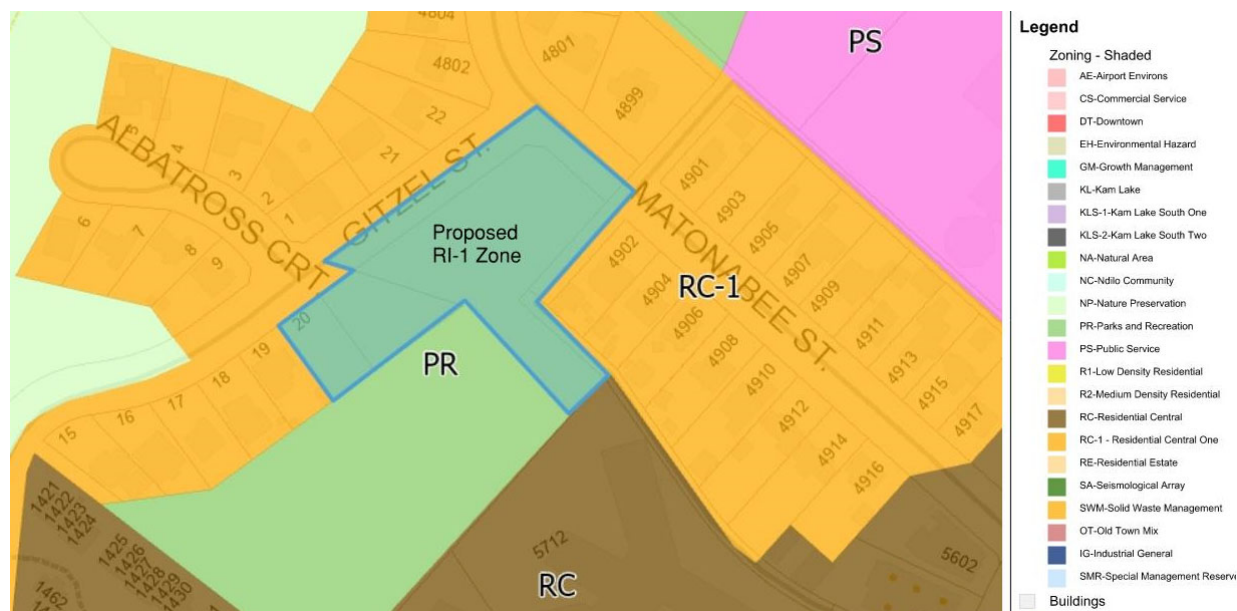 4804
4802
4801
4899
PS
22
21
5
4
3
2
1
ALBATROSS CRT.
GITZEL ST.
6
7
8
9
Proposed
RI-1 Zone
MATONABEE ST.
4901
4903
4905
4907
4909
4911
4913
4915
4917
4902
4904
4906
4908
4910
4912
4914
4916
RC-1
20
19
18
17
16
15
PR
1421
1422
1423
1424
1425
1426
1427
1428
1429
1430
1462
5712
RC
5602
Legend
Zoning - Shaded
AE-Airport Environs
CS-Commercial Service
DT-Downtown
EH-Environmental Hazard
GM-Growth Management
KL-Kam Lake
KLS-1-Kam Lake South One
KLS-2-Kam Lake South Two
NA-Natural Area
NC-Ndilo Community
NP-Nature Preservation
PR-Parks and Recreation
PS-Public Service
R1-Low Density Residential
R2-Medium Density Residential
RC-Residential Central
RC-1 - Residential Central One
RE-Residential Estate
SA-Seismological Array
SWM-Solid Waste Management
OT-Old Town Mix
IG-Industrial General
SMR-Special Management Reserve
Buildings